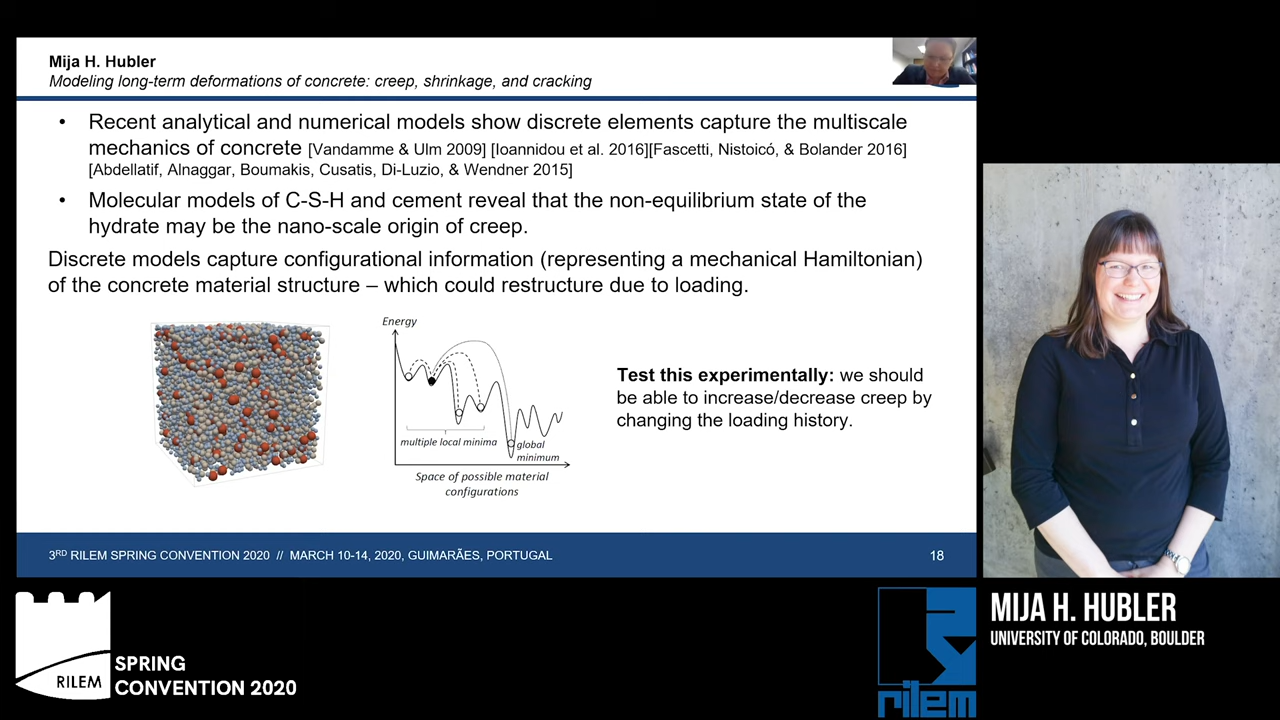 Mija H. Hubler
Modeling long-term deformations of concrete: creep, shrinkage, and cracking
• Recent analytical and numerical models show discrete elements capture the multiscale
mechanics of concrete [Vandamme & Ulm 2009] [Ioannidou et al. 2016][Fascetti, Nistoicó, & Bolander 2016]
[Abdellatif, Alnaggar, Boumakis, Cusatis, Di-Luzio, & Wendner 2015]
• Molecular models of C-S-H and cement reveal that the non-equilibrium state of the
hydrate may be the nano-scale origin of creep.
Discrete models capture configurational information (representing a mechanical Hamiltonian)
of the concrete material structure – which could restructure due to loading.
Energy
multiple local minima
global
minimum
Space of possible material
configurations
Test this experimentally: we should
be able to increase/decrease creep by
changing the loading history.
3RD RILEM SPRING CONVENTION 2020 // MARCH 10-14, 2020, GUIMARÃES, PORTUGAL
18
RILEM
SPRING
CONVENTION 2020
rilem
MIJA H. HUBLER
UNIVERSITY OF COLORADO, BOULDER